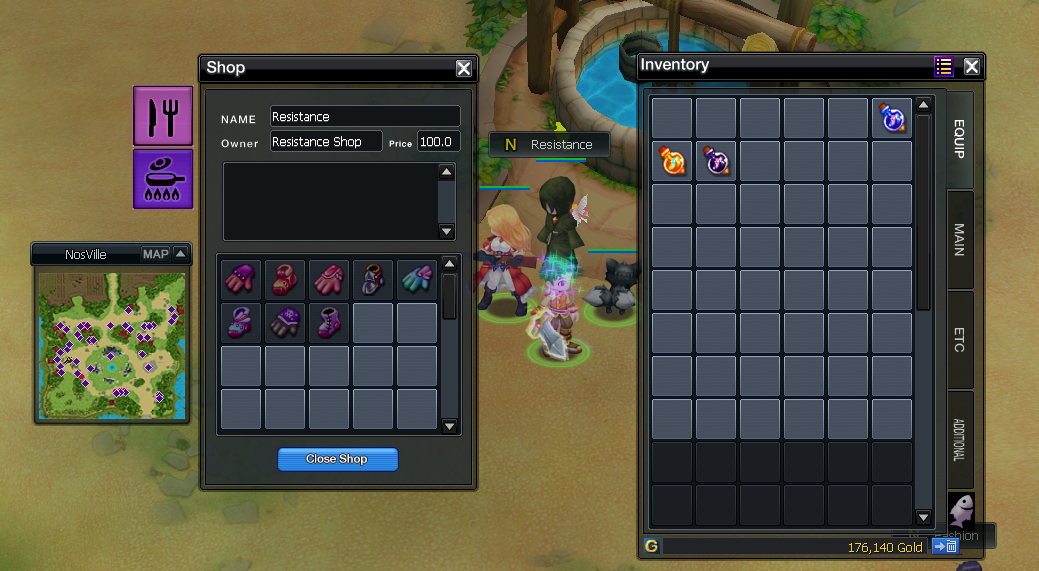 Shop
NAME Resistance
Owner Resistance Shop Price 100.0
Close Shop
NosVille MAP
N Resistance
Inventory
EQUIP
MAIN
ETC
ADDITIONAL
Fashion
G 176,140 Gold